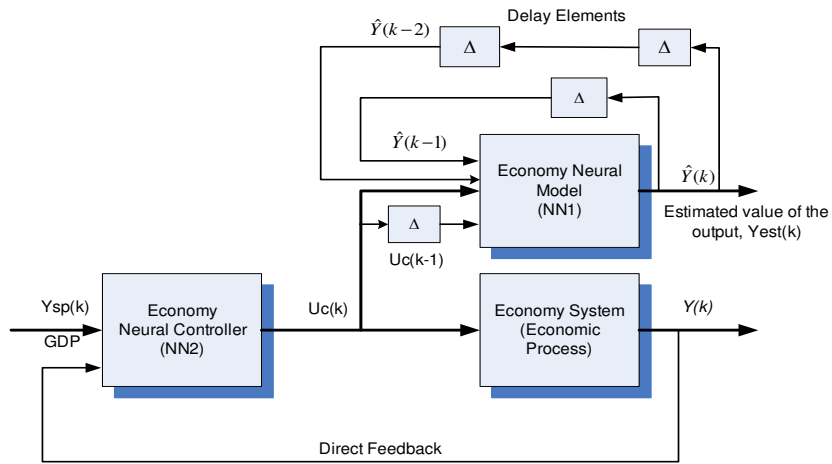 Delay Elements
Ŷ(k−2)
Δ
Δ
Δ
Ŷ(k−1)
Economy Neural
Model
(NN1)
Ŷ(k)
Estimated value of the
output, Yest(k)
Δ
Uc(k-1)
Ysp(k)
GDP
Economy
Neural Controller
(NN2)
Uc(k)
Economy System
(Economic
Process)
Y(k)
Direct Feedback